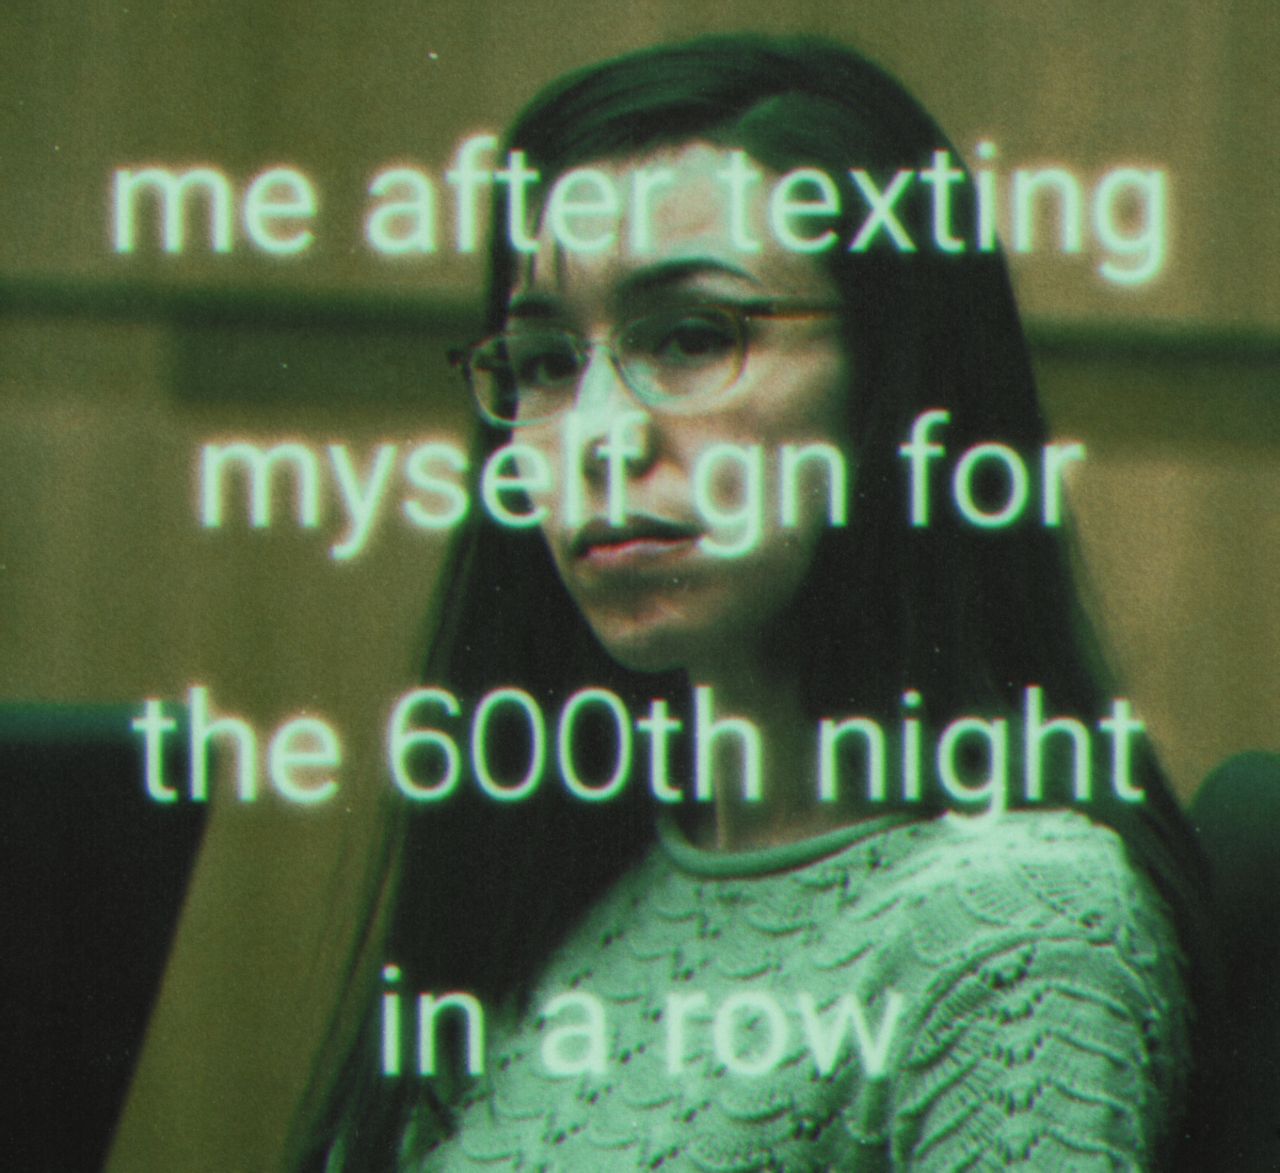 me after texting
myself gn for
the 600th night
in a row